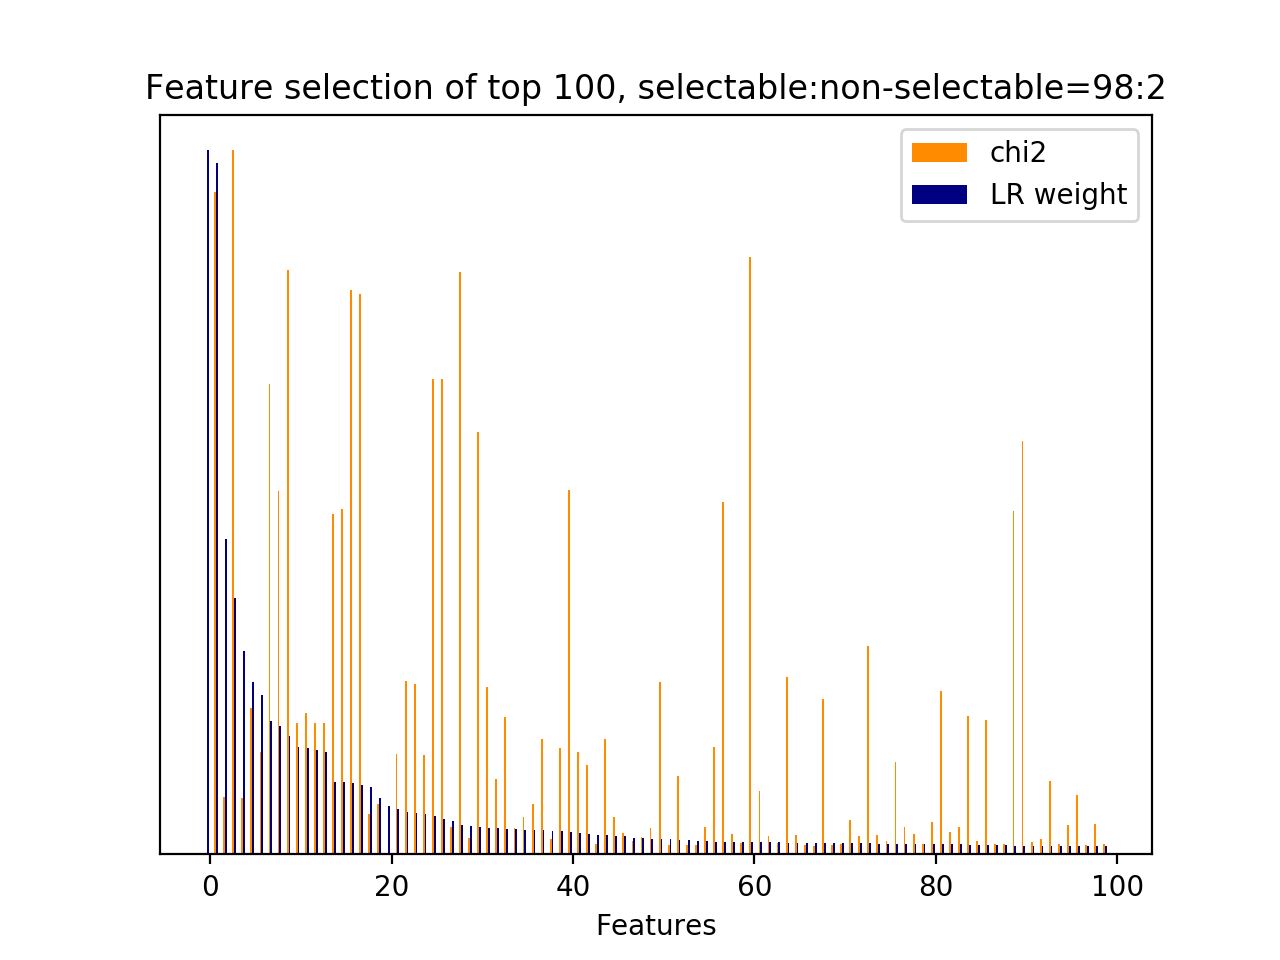 Feature selection of top 100, selectable:non-selectable=98:2
chi2
LR weight
0 20 40 60 80 100
Features